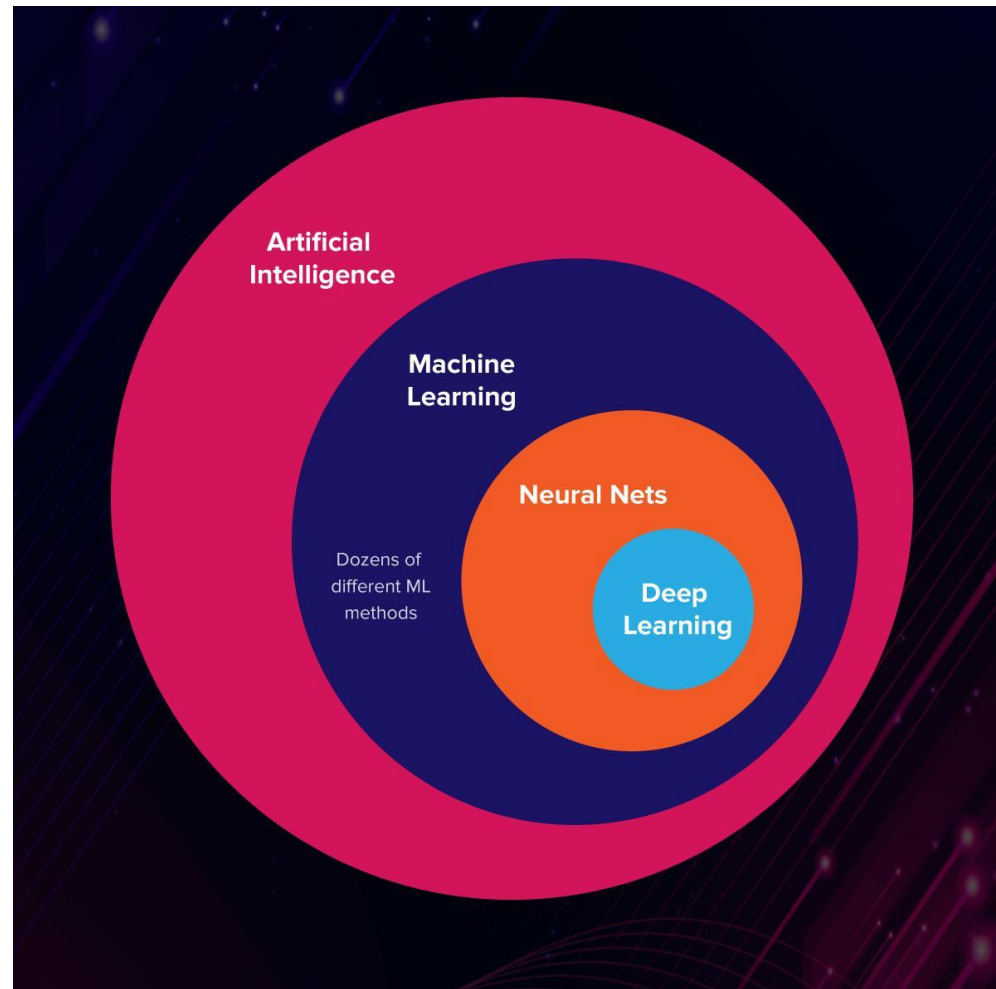 Artificial
Intelligence
Machine
Learning
Neural Nets
Dozens of
different ML
methods
Deep
Learning